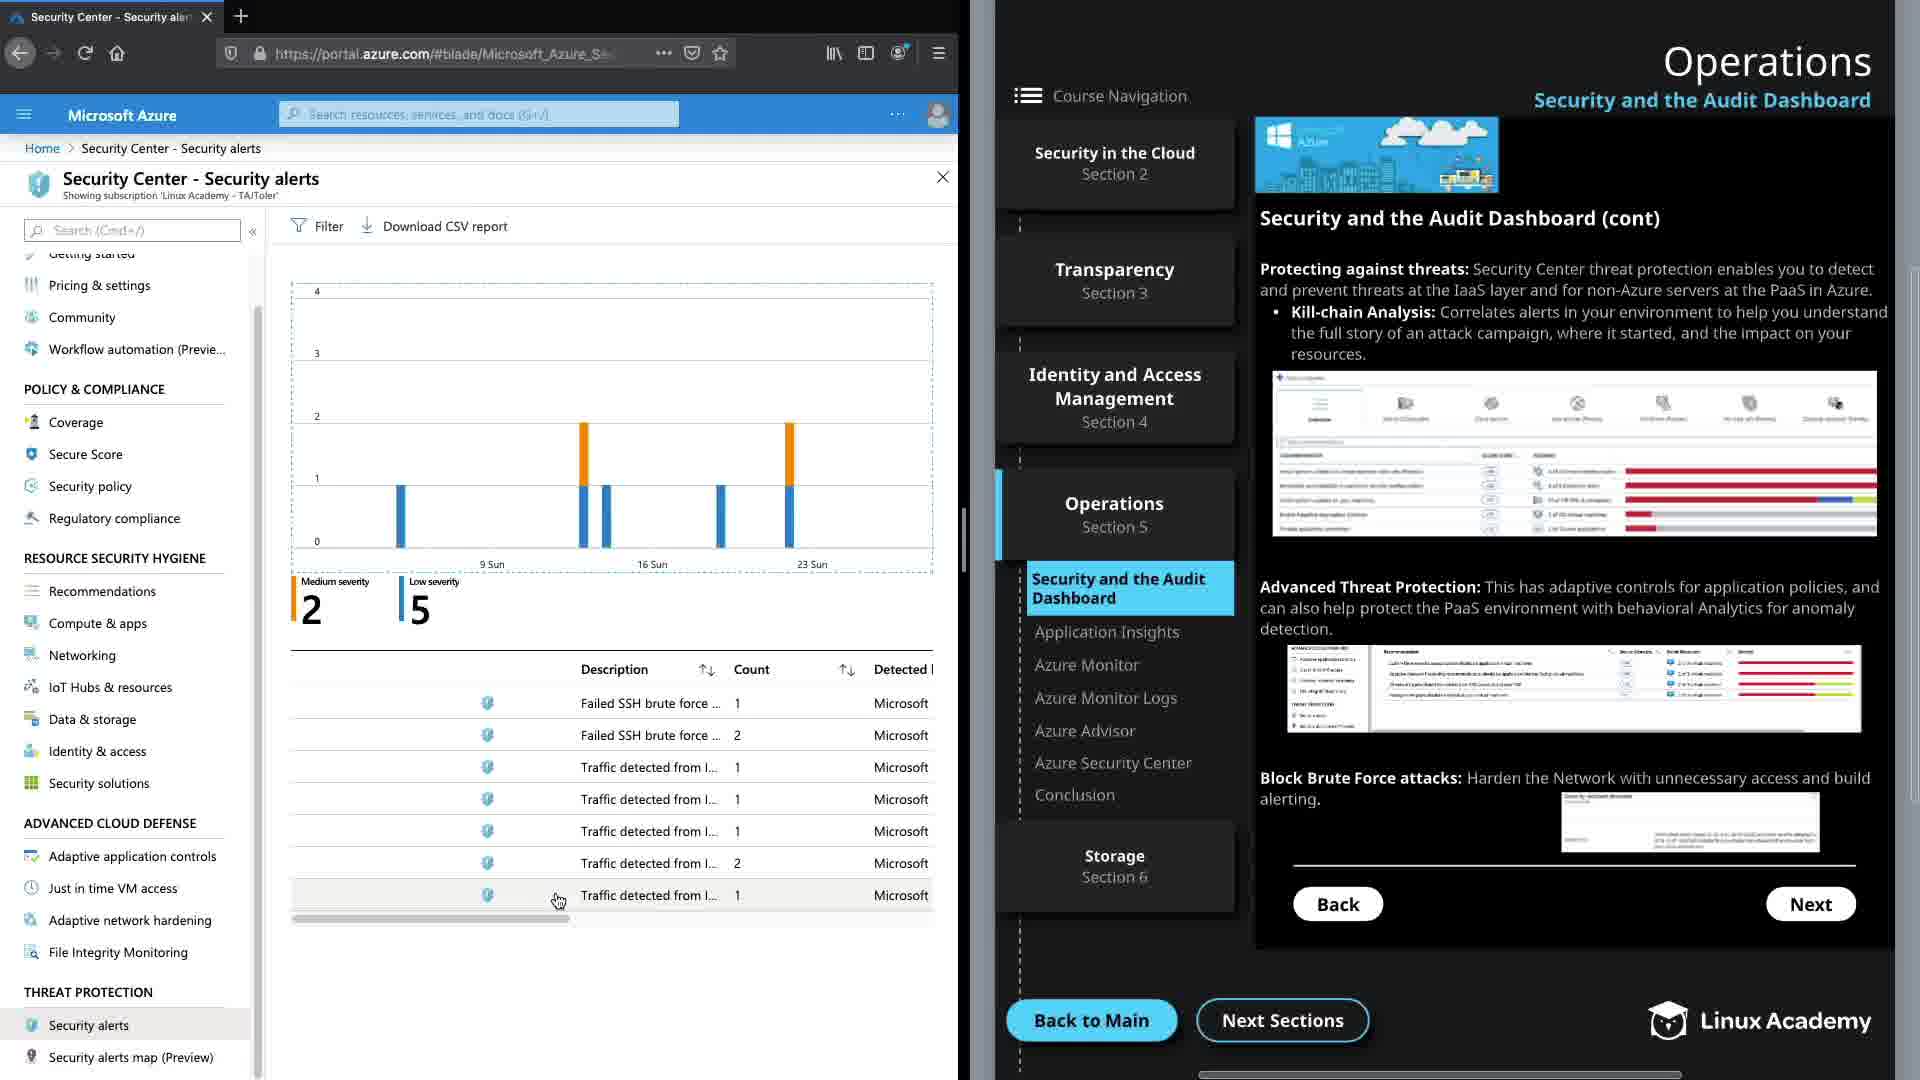 Security Center - Security aler
https://portal.azure.com/#blade/Microsoft_Azure_Se
Microsoft Azure
Search resources, services, and docs (G+/)
Home > Security Center - Security alerts
Security Center - Security alerts
Showing subscription 'Linux Academy - TAJToler'
Search (Cmd+/)
Filter
Download CSV report
Getting started
Pricing & settings
Community
Workflow automation (Previe...
POLICY & COMPLIANCE
Coverage
Secure Score
Security policy
Regulatory compliance
RESOURCE SECURITY HYGIENE
Recommendations
Compute & apps
Networking
IoT Hubs & resources
Data & storage
Identity & access
Security solutions
ADVANCED CLOUD DEFENSE
Adaptive application controls
Just in time VM access
Adaptive network hardening
File Integrity Monitoring
THREAT PROTECTION
Security alerts
Security alerts map (Preview)
4
3
2
1
0
9 Sun 16 Sun 23 Sun
Medium severity
2
Low severity
5
Description Count Detected
Failed SSH brute force ... 1 Microsoft
Failed SSH brute force ... 2 Microsoft
Traffic detected from I... 1 Microsoft
Traffic detected from I... 1 Microsoft
Traffic detected from I... 1 Microsoft
Traffic detected from I... 2 Microsoft
Traffic detected from I... 1 Microsoft
Operations
Security and the Audit Dashboard
Course Navigation
Security in the Cloud
Section 2
Transparency
Section 3
Identity and Access
Management
Section 4
Operations
Section 5
Security and the Audit
Dashboard
Application Insights
Azure Monitor
Azure Monitor Logs
Azure Advisor
Azure Security Center
Conclusion
Storage
Section 6
Azure
Security and the Audit Dashboard (cont)
Protecting against threats: Security Center threat protection enables you to detect
and prevent threats at the IaaS layer and for non-Azure servers at the PaaS in Azure.
• Kill-chain Analysis: Correlates alerts in your environment to help you understand
the full story of an attack campaign, where it started, and the impact on your
resources.
Advanced Threat Protection: This has adaptive controls for application policies, and
can also help protect the PaaS environment with behavioral Analytics for anomaly
detection.
Block Brute Force attacks: Harden the Network with unnecessary access and build
alerting.
Back
Next
Back to Main
Next Sections
Linux Academy